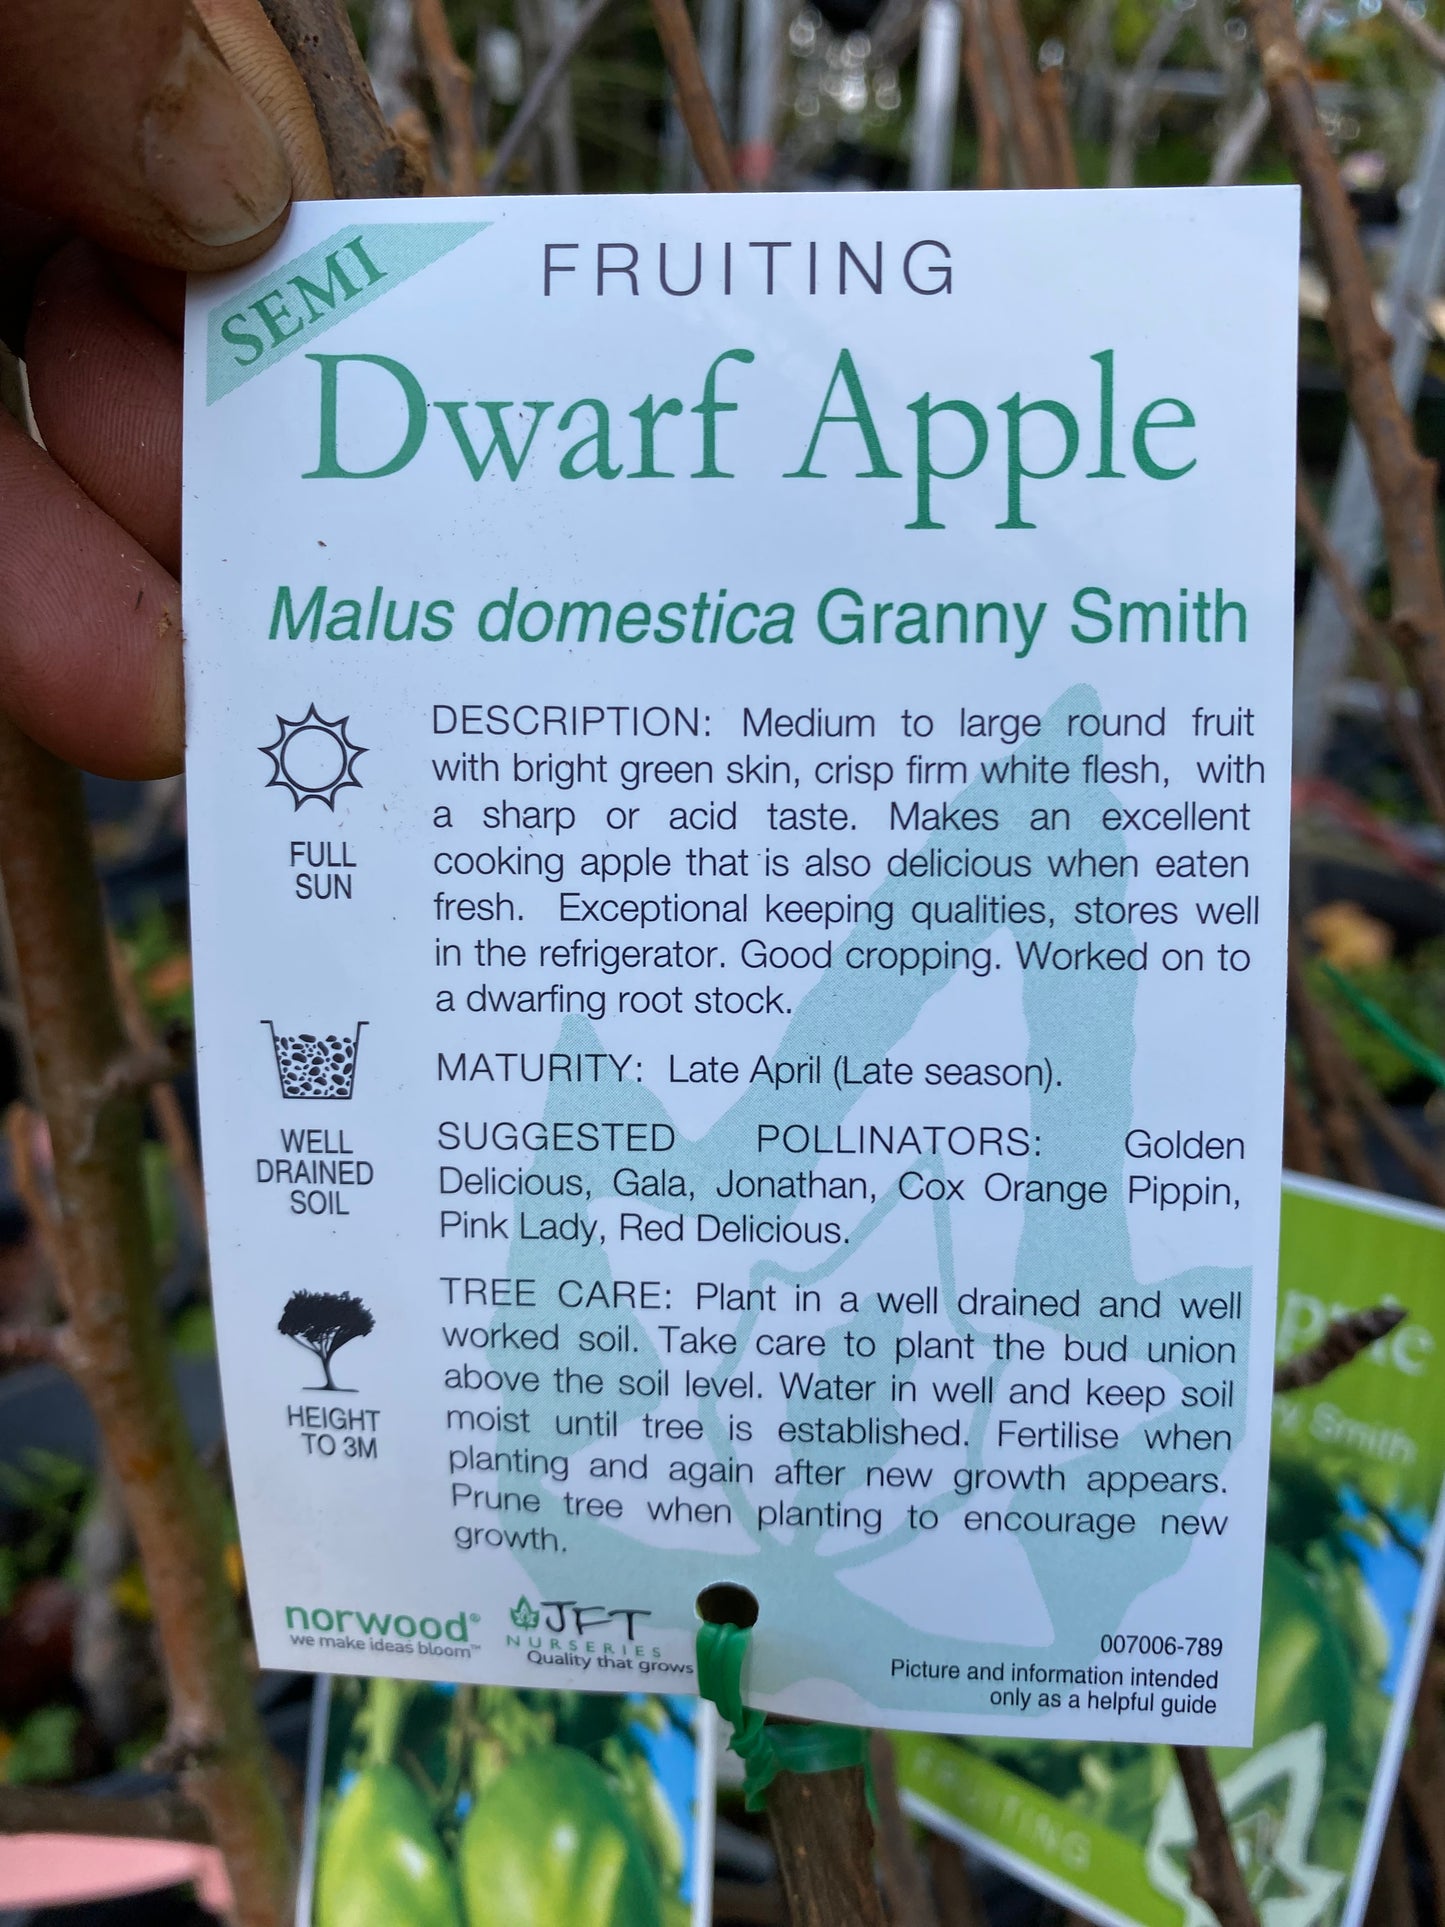 SEMI
FRUITING
Dwarf Apple
Malus domestica Granny Smith
FULL
SUN
DESCRIPTION: Medium to large round fruit
with bright green skin, crisp firm white flesh, with
a sharp or acid taste. Makes an excellent
cooking apple that is also delicious when eaten
fresh. Exceptional keeping qualities, stores well
in the refrigerator. Good cropping. Worked on to
a dwarfing root stock.
WELL
DRAINED
SOIL
MATURITY: Late April (Late season).
SUGGESTED POLLINATORS: Golden
Delicious, Gala, Jonathan, Cox Orange Pippin,
Pink Lady, Red Delicious.
HEIGHT
TO 3M
TREE CARE: Plant in a well drained and well
worked soil. Take care to plant the bud union
above the soil level. Water in well and keep soil
moist until tree is established. Fertilise when
planting and again after new growth appears.
Prune tree when planting to encourage new
growth.
norwood®
we make ideas bloom™
JFT
NURSERIES
Quality that grows
007006-789
Picture and information intended
only as a helpful guide
Smith
FRUITING